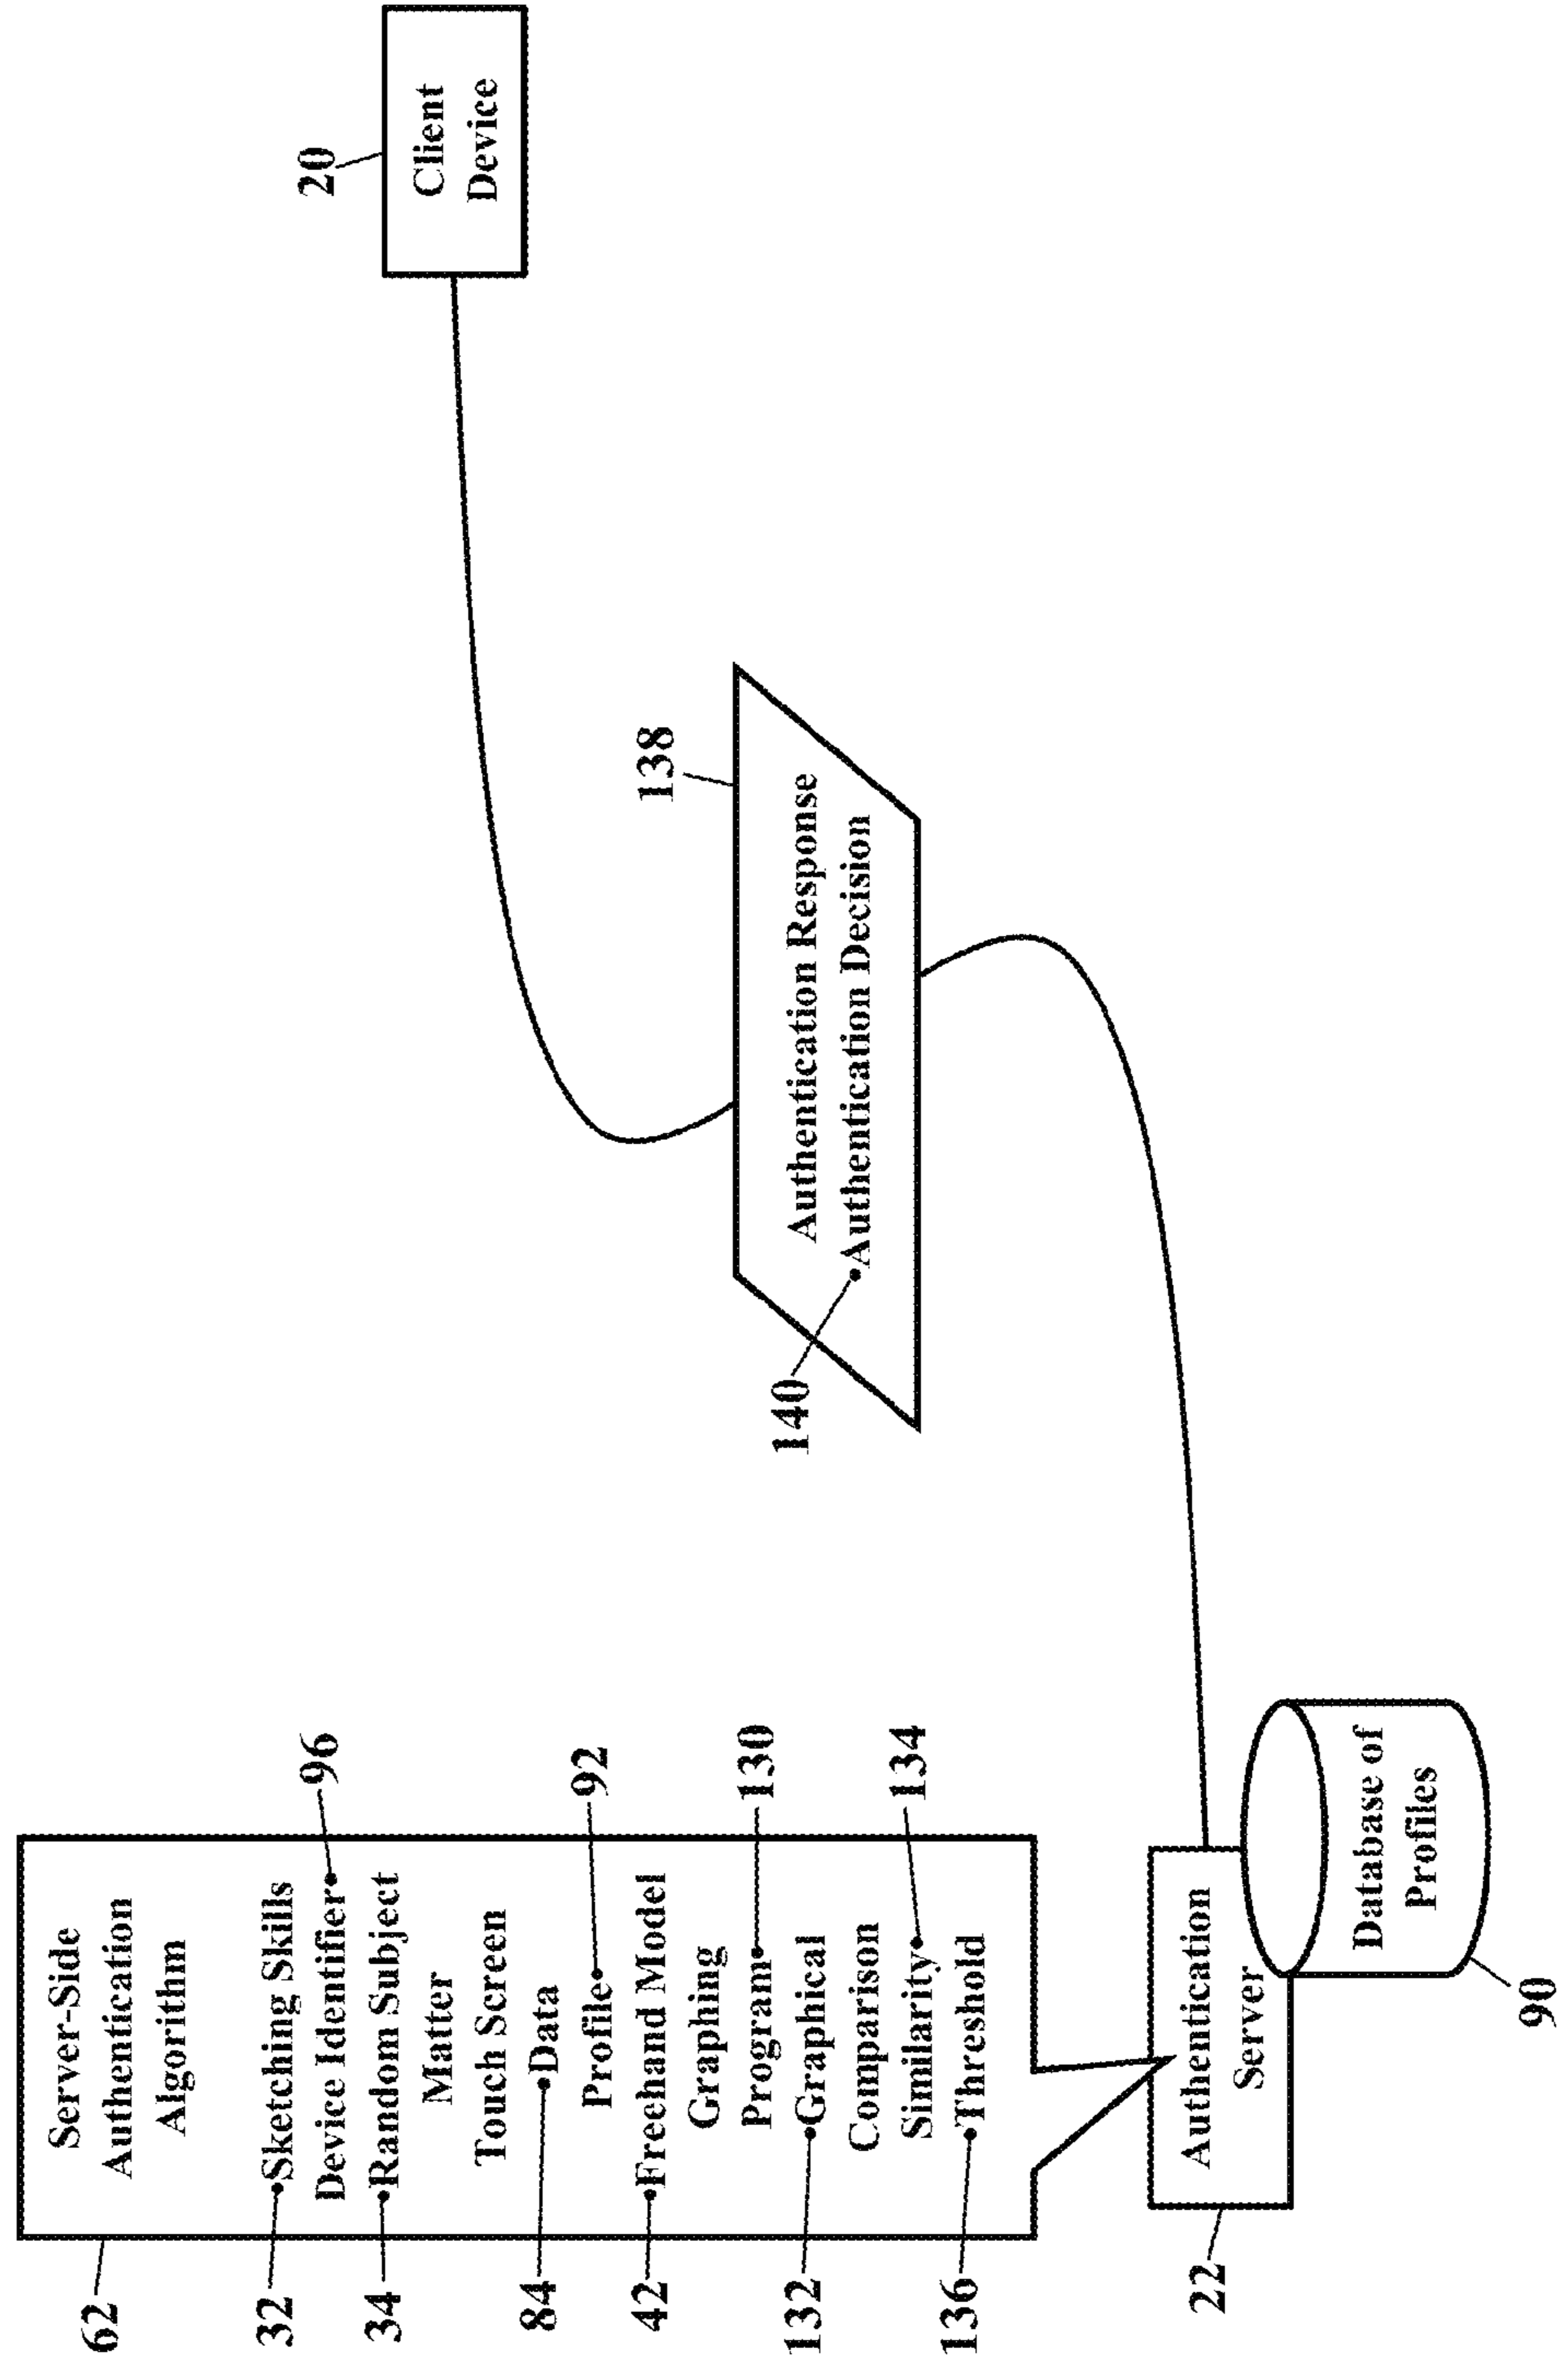 62
Server-Side
Authentication
Algorithm
32
Sketching Skills
Device Identifier
96
34
Random Subject
Matter
Touch Screen
84
Data
Profile
92
42
Freehand Model
Graphing
Program
130
132
Graphical
Comparison
Similarity
134
136
Threshold
22
Authentication
Server
Database of
Profiles
90
138
Authentication Response
140
Authentication Decision
20
Client
Device